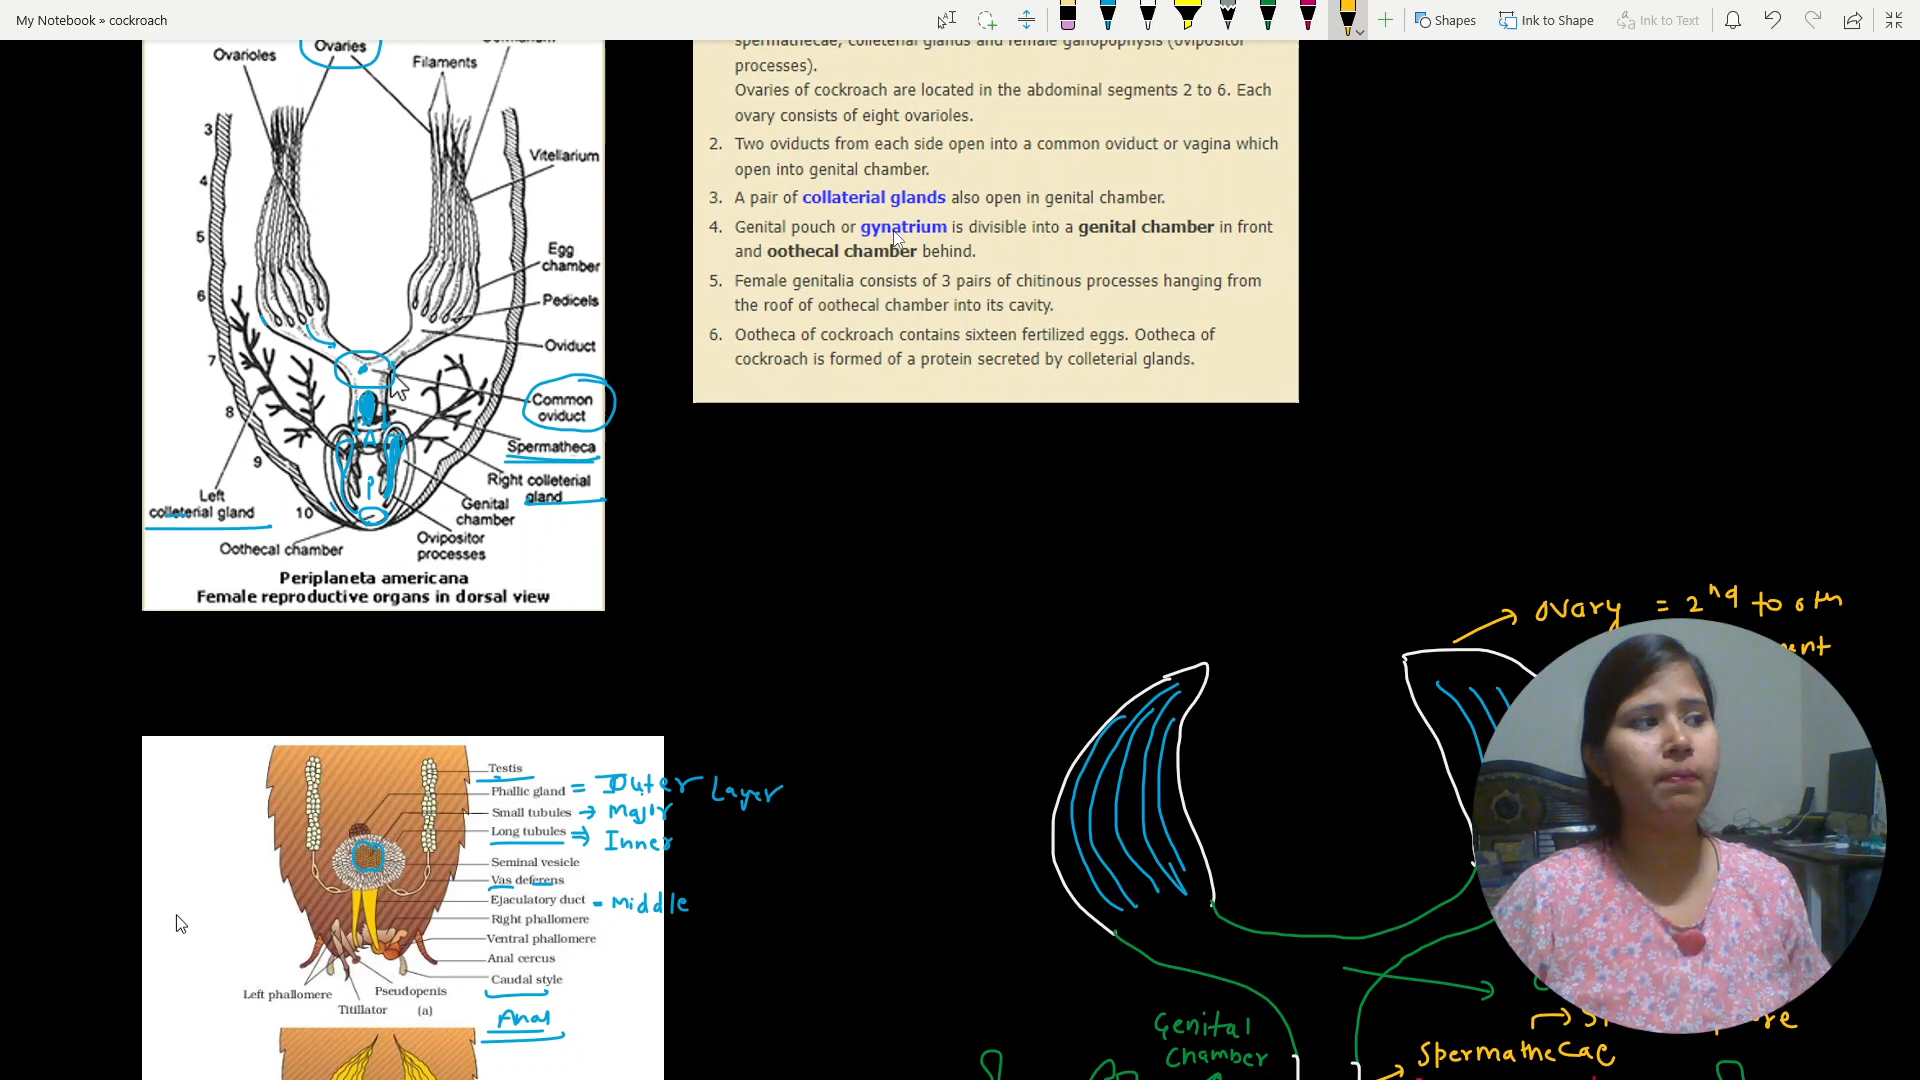 My Notebook » cockroach
Shapes
Ink to Shape
Ink to Text
Ovarioles
Ovaries
Filaments
3
Vitellarium
4
5
Egg
chamber
6
Pedicels
Oviduct
7
Common
oviduct
8
Spermatheca
9
Right colleterial
gland
Left
colleterial gland
10
Genital
chamber
Ovipositor
processes
Oothecal chamber
Periplaneta americana
Female reproductive organs in dorsal view
spermathecae, colleterial glands and female gonopophysis (ovipositor
processes).
Ovaries of cockroach are located in the abdominal segments 2 to 6. Each
ovary consists of eight ovarioles.
2. Two oviducts from each side open into a common oviduct or vagina which
open into genital chamber.
3. A pair of collaterial glands also open in genital chamber.
4. Genital pouch or gynatrium is divisible into a genital chamber in front
and oothecal chamber behind.
5. Female genitalia consists of 3 pairs of chitinous processes hanging from
the roof of oothecal chamber into its cavity.
6. Ootheca of cockroach contains sixteen fertilized eggs. Ootheca of
cockroach is formed of a protein secreted by colleterial glands.
Testis
Phallic gland = Outer Layer
Small tubules → Major
Long tubules ⇒ Inner
Seminal vesicle
Vas deferens
Ejaculatory duct - Middle
Right phallomere
Ventral phallomere
Anal cercus
Caudal style
Anal
Left phallomere
Pseudopenis
Titillator
(a)
ovary = 2nd to 6th
Genital
Chamber
SpermatheCae